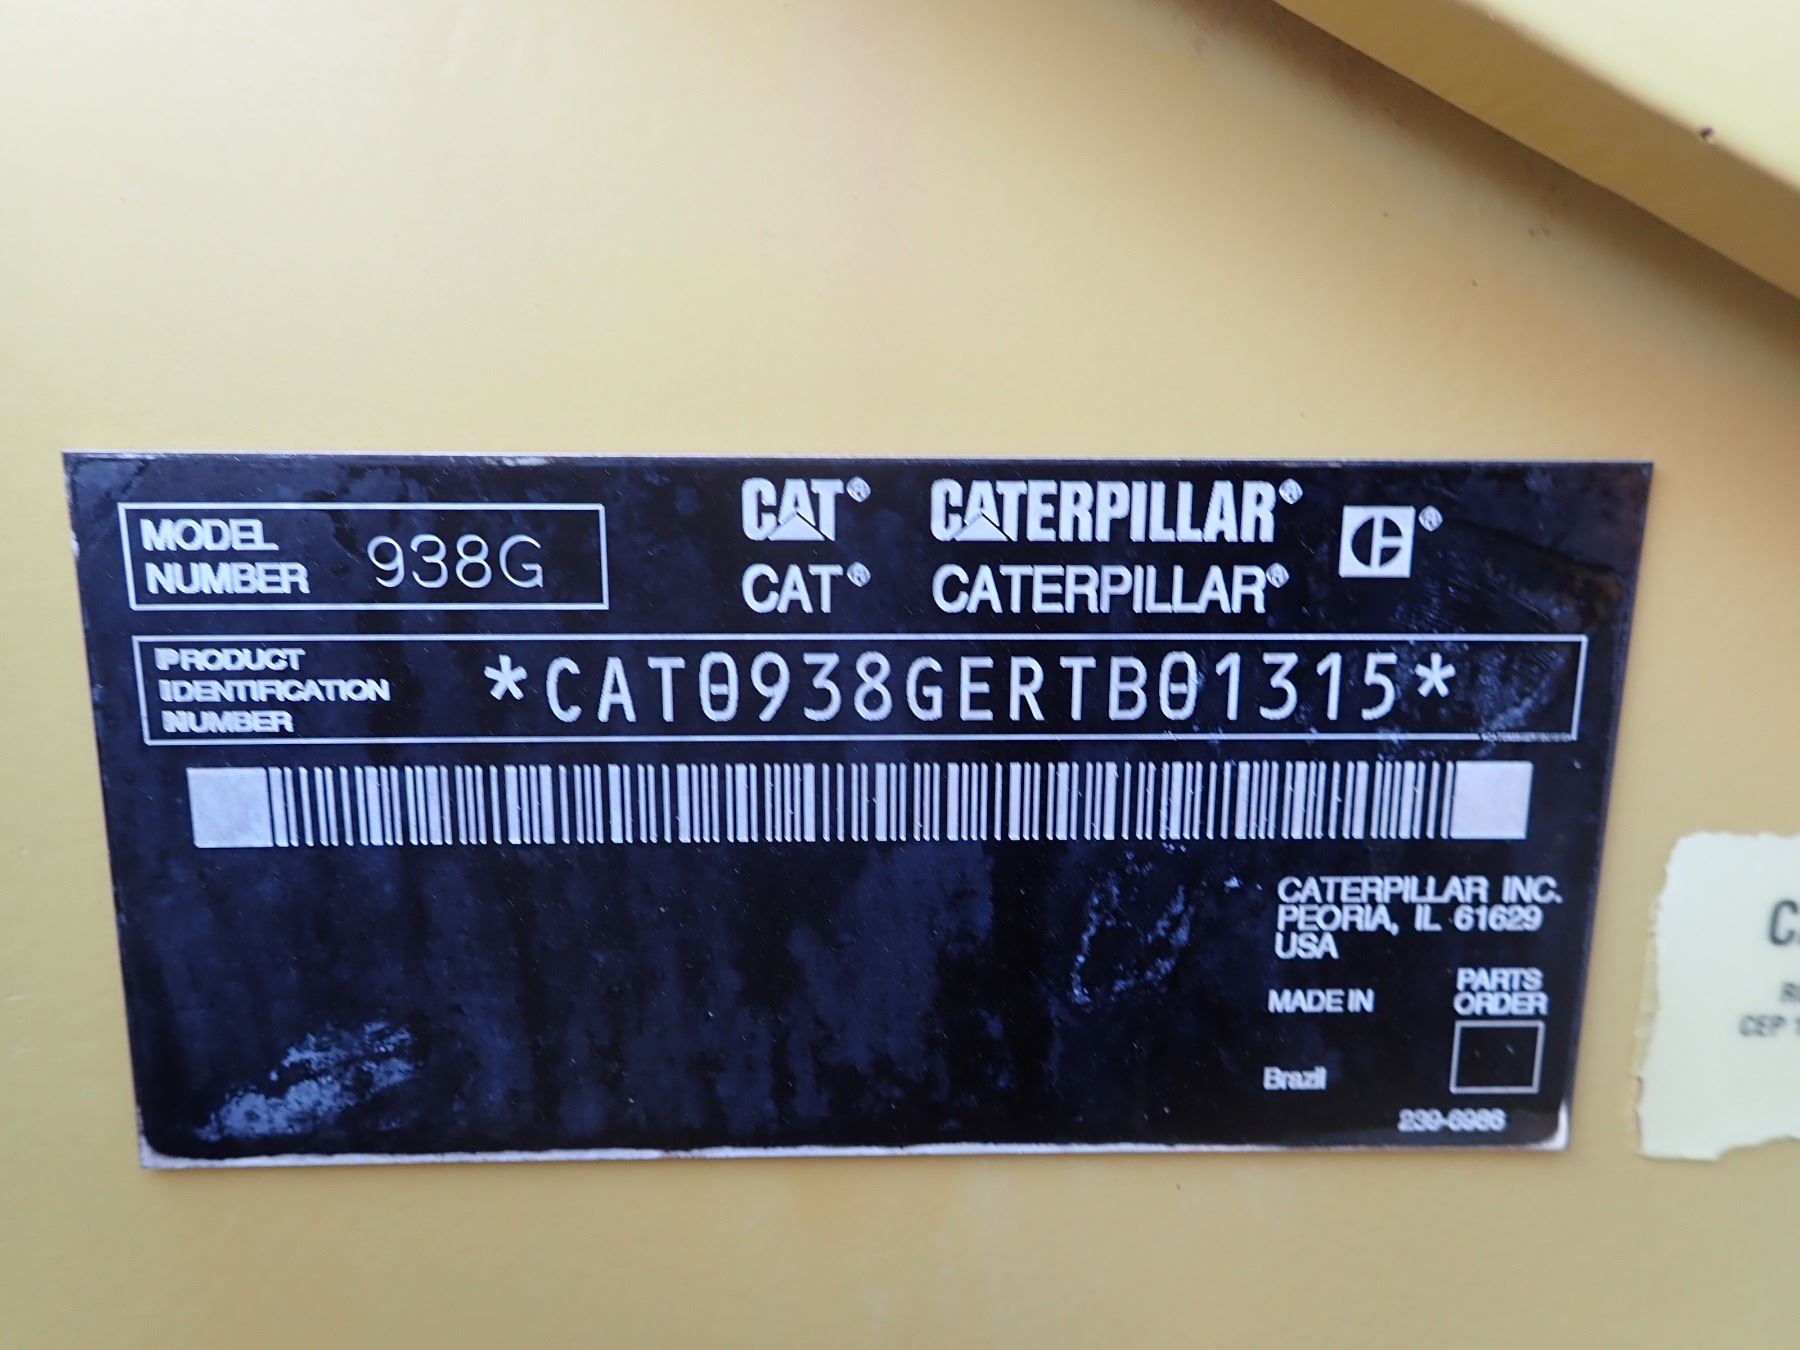 MODEL
NUMBER 938G
CAT® CATERPILLAR® ®
CAT® CATERPILLAR®
PRODUCT
IDENTIFICATION
NUMBER
*CAT0938GERTB01315*
CATERPILLAR INC.
PEORIA, IL 61629
USA
MADE IN
Brazil
PARTS
ORDER
239-6986
CEP